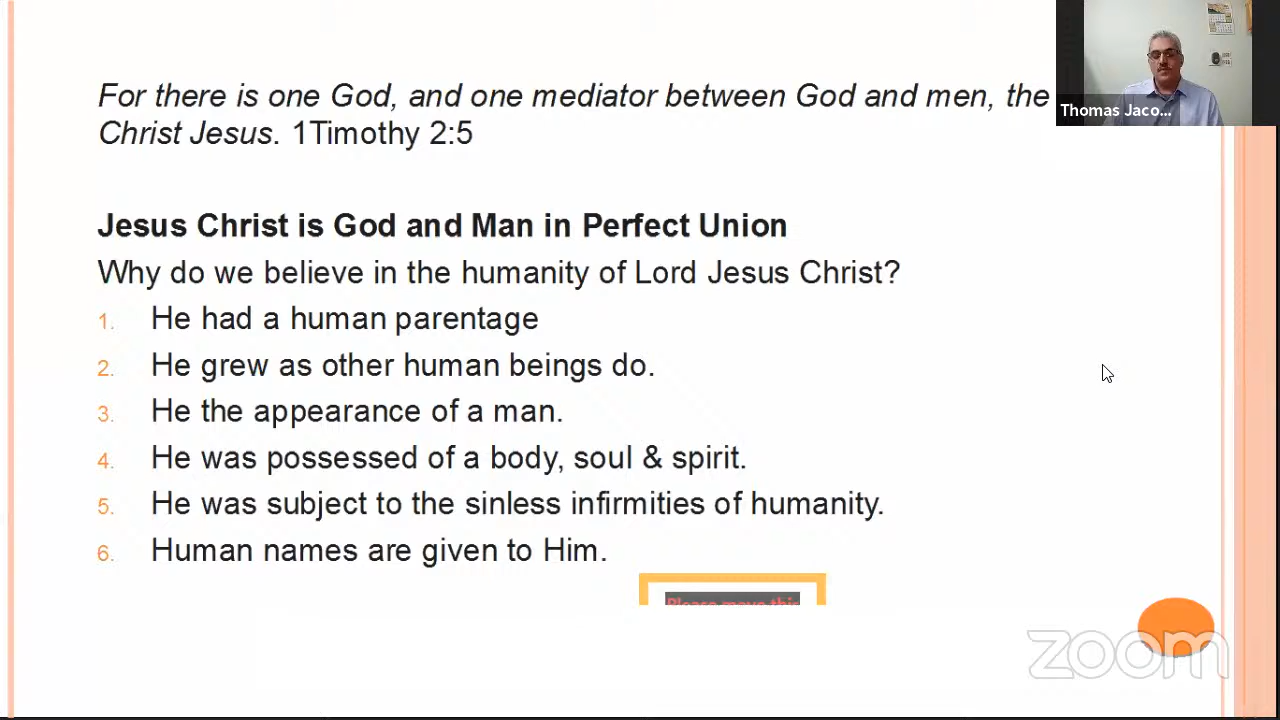 For there is one God, and one mediator between God and men, the
Christ Jesus. 1Timothy 2:5
Thomas Jaco...
Jesus Christ is God and Man in Perfect Union
Why do we believe in the humanity of Lord Jesus Christ?
1. He had a human parentage
2. He grew as other human beings do.
3. He the appearance of a man.
4. He was possessed of a body, soul & spirit.
5. He was subject to the sinless infirmities of humanity.
6. Human names are given to Him.
Please move this
zoom